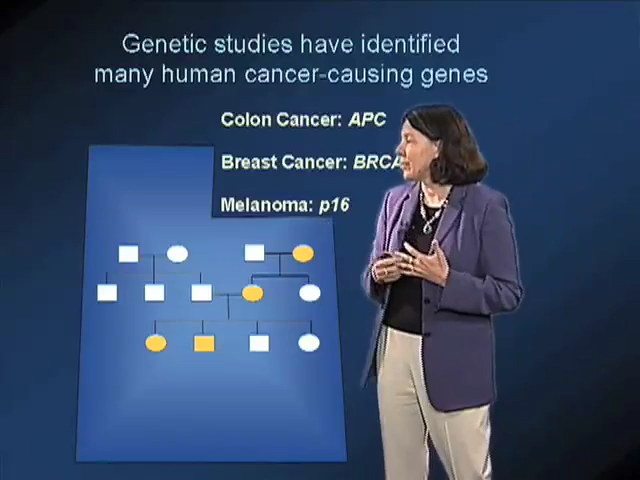 Genetic studies have identified
many human cancer-causing genes
Colon Cancer: APC
Breast Cancer: BRCA
Melanoma: p16